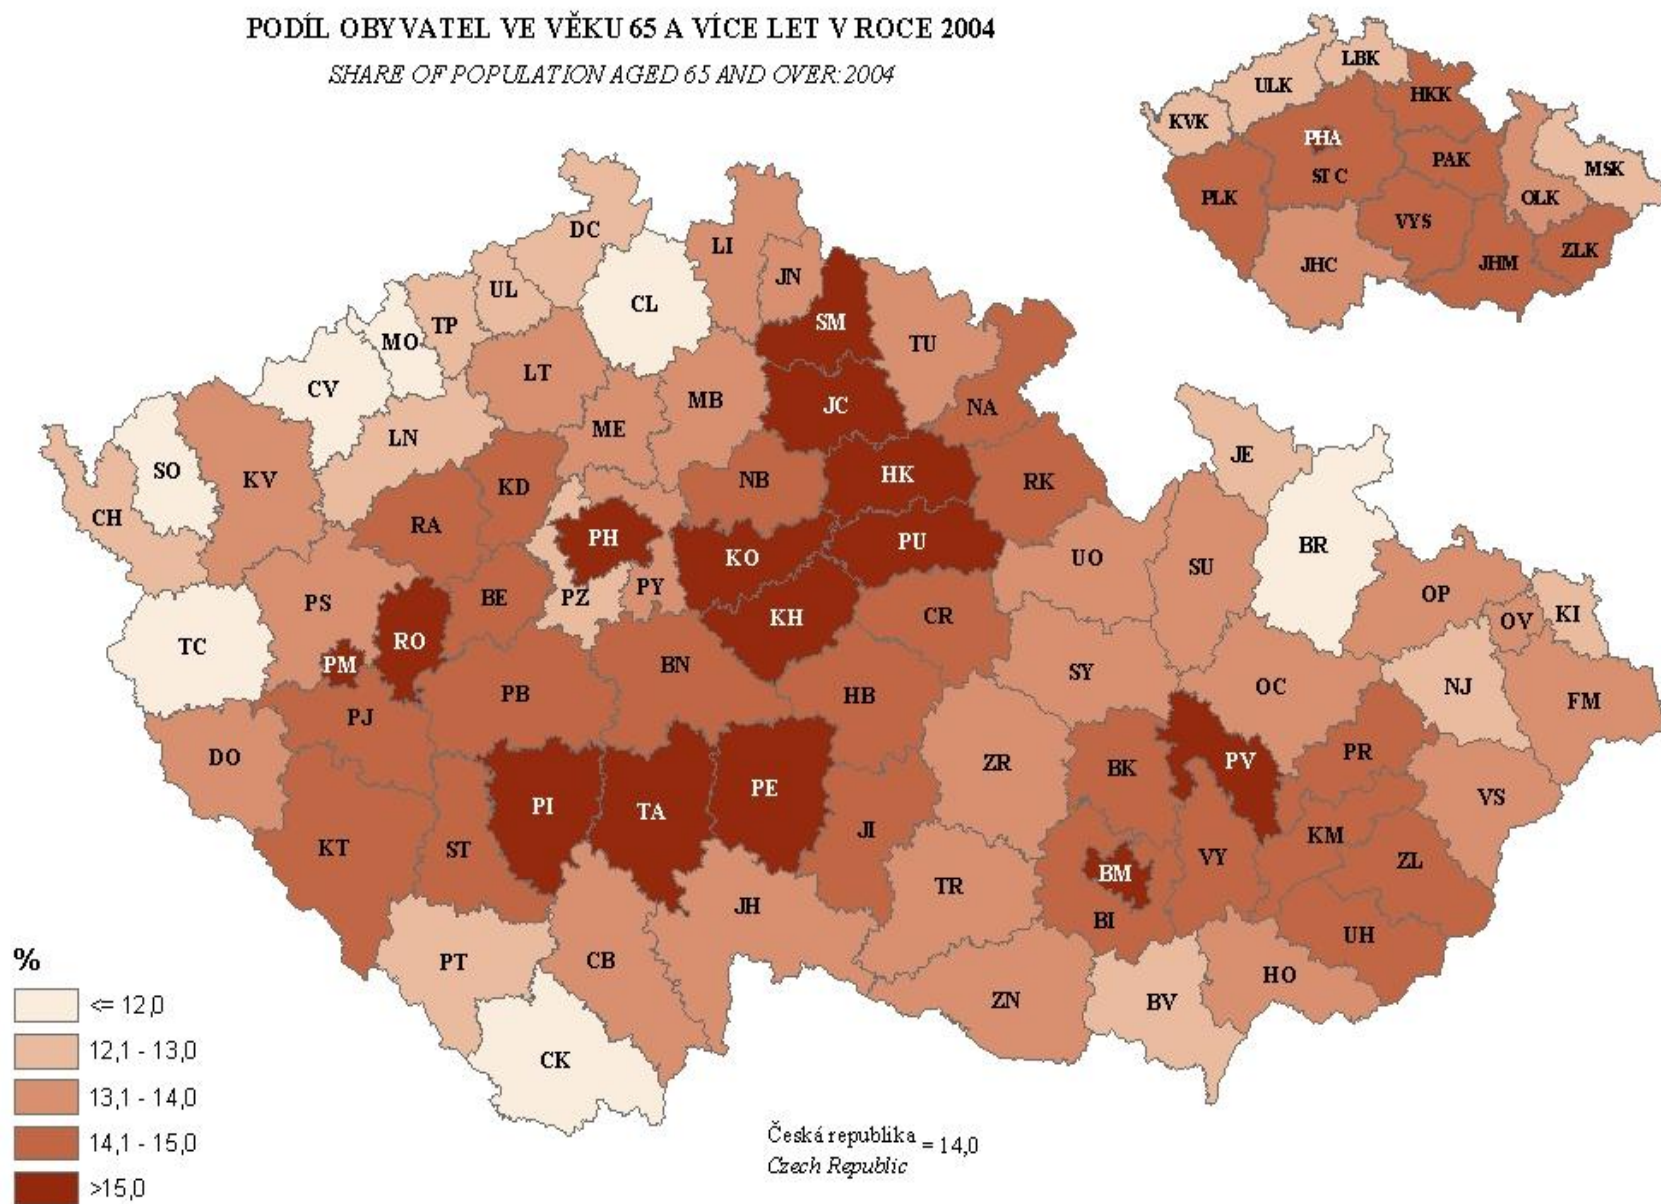 PODÍL OBYVATEL VE VĚKU 65 A VÍCE LET V ROCE 2004
SHARE OF POPULATION AGED 65 AND OVER: 2004
LBK
ULK
HKK
KVK
PHA
PAK
MSK
STC
PLK
OLK
VYS
ZLK
JHC
JHM
DC
LI
JN
UL
CL
TP
SM
MO
TU
LT
CV
MB
JC
NA
ME
LN
JE
SO
KV
KD
NB
HK
RK
CH
RA
PH
KO
PU
BR
UO
SU
PS
BE
PZ
PY
OP
KI
OV
KH
CR
TC
RO
PM
BN
SY
OC
NJ
FM
PB
HB
PJ
DO
ZR
BK
PV
PR
PI
TA
PE
VS
KT
ST
JI
VY
KM
ZL
TR
BM
JH
BI
UH
PT
CB
HO
ZN
BV
CK
%
<= 12,0
12,1 - 13,0
13,1 - 14,0
14,1 - 15,0
>15,0
Česká republika = 14,0
Czech Republic